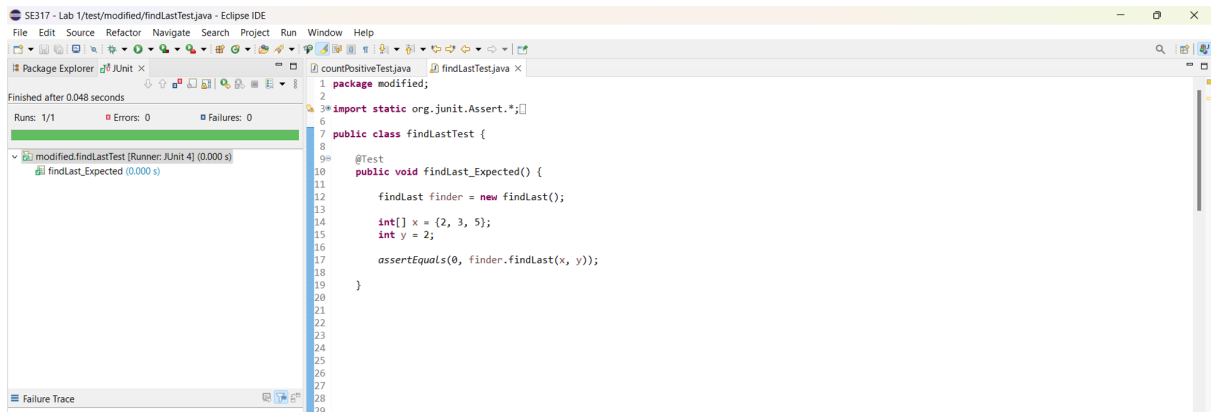 SE317 - Lab 1/test/modified/findLastTest.java - Eclipse IDE
File Edit Source Refactor Navigate Search Project Run Window Help
Package Explorer JUnit
countPositiveTest.java findLastTest.java
Finished after 0.048 seconds
Runs: 1/1 Errors: 0 Failures: 0
modified.findLastTest [Runner: JUnit 4] (0.000 s)
findLast_Expected (0.000 s)
Failure Trace
1 package modified;
2
3 import static org.junit.Assert.*;
6
7 public class findLastTest {
8
9 @Test
10 public void findLast_Expected() {
11
12 findLast finder = new findLast();
13
14 int[] x = {2, 3, 5};
15 int y = 2;
16
17 assertEquals(0, finder.findLast(x, y));
18
19 }
20
21
22
23
24
25
26
27
28
29